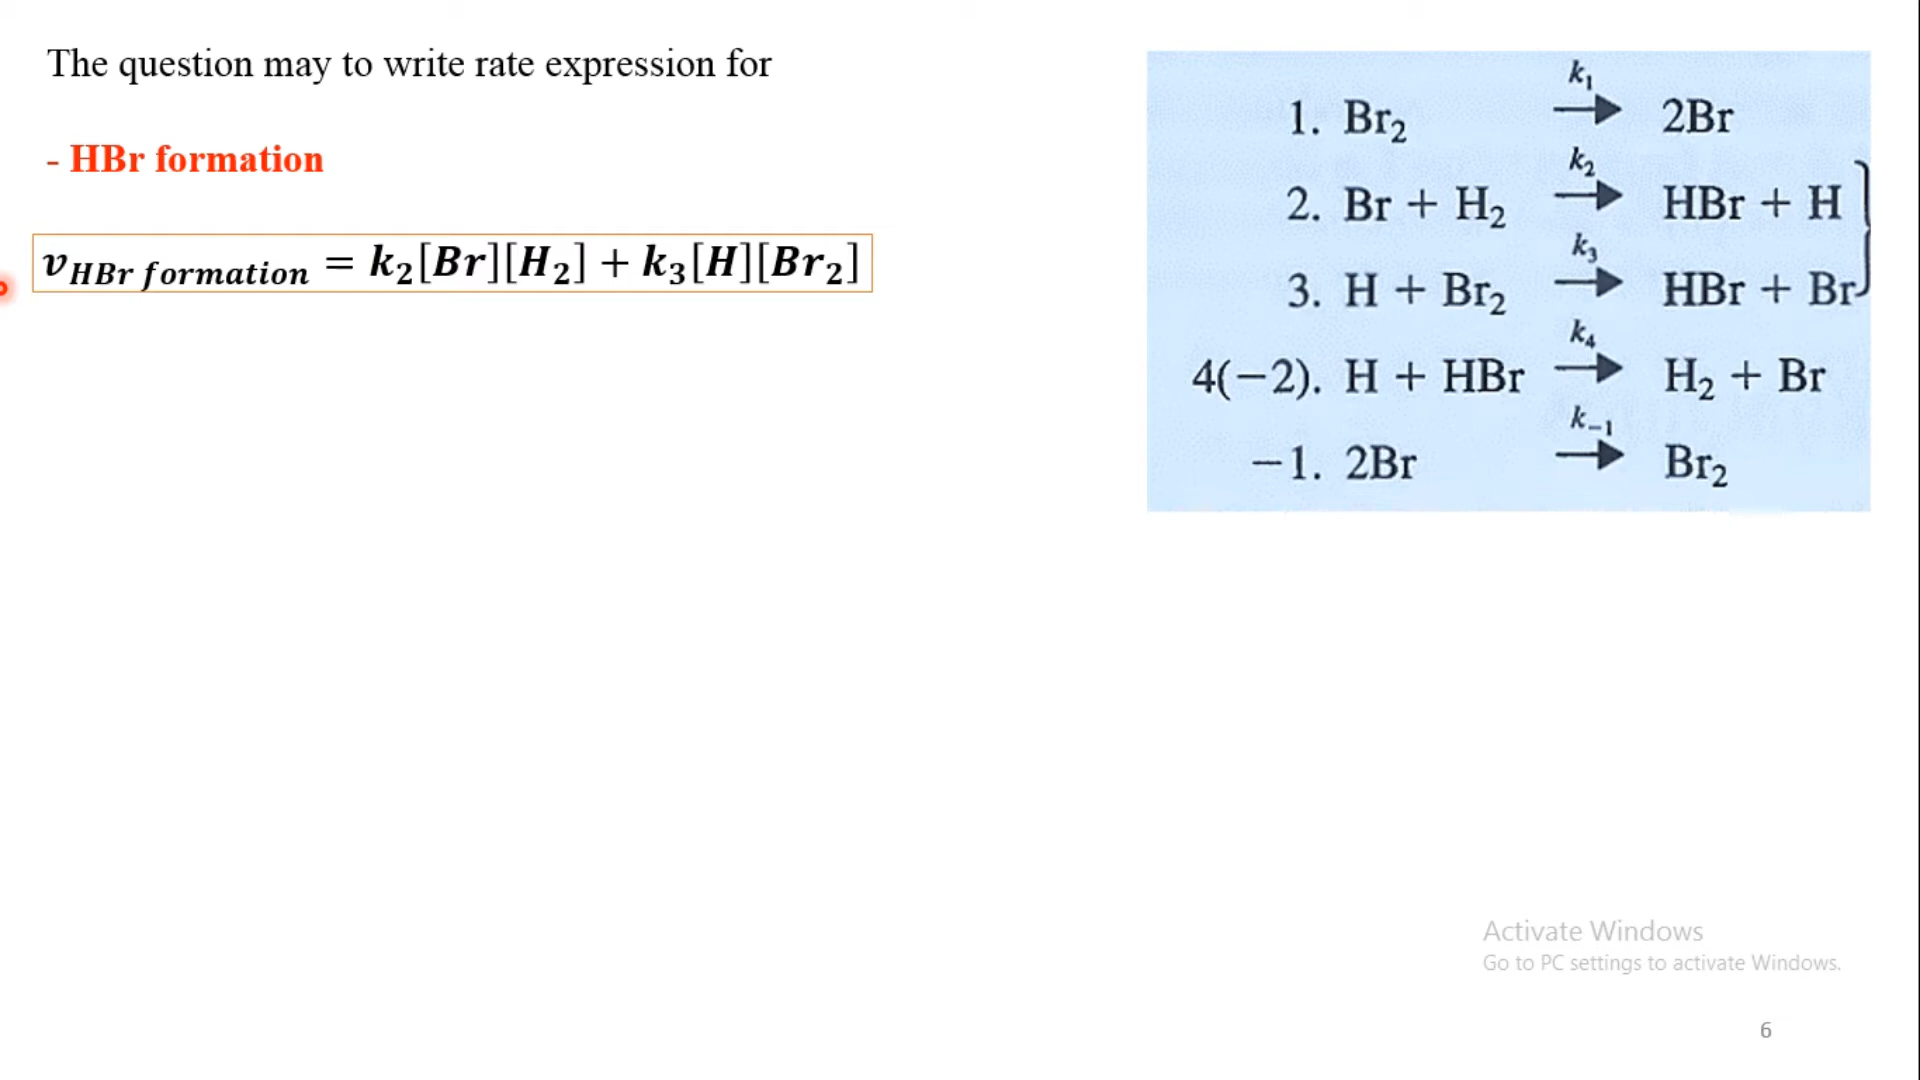 The question may to write rate expression for
- HBr formation
v_{HBr formation} = k₂[Br][H₂] + k₃[H][Br₂]
k₁
1. Br₂ → 2Br
k₂
2. Br + H₂ → HBr + H
k₃
3. H + Br₂ → HBr + Br
k₄
4(−2). H + HBr → H₂ + Br
k₋₁
−1. 2Br → Br₂
Activate Windows
Go to PC settings to activate Windows.
6